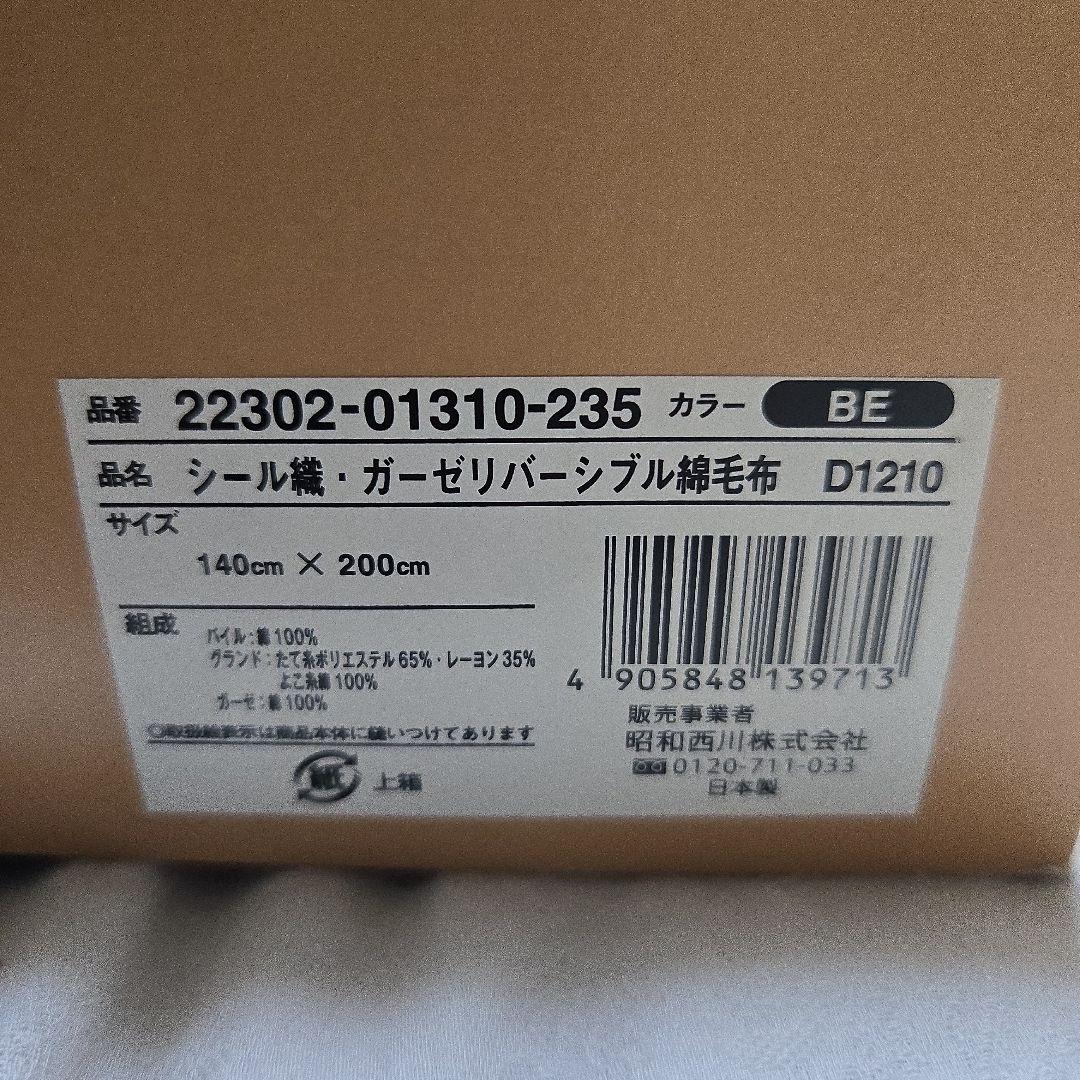 品番 22302-01310-235 カラー BE
品名 シール織・ガーゼリバーシブル綿毛布 D1210
サイズ
140cm × 200cm
組成 パイル:綿100%
グランド:たて糸ポリエステル65%・レーヨン35%
よこ糸綿100%
ガーゼ:綿100%
○取扱絵表示は商品本体に縫いつけてあります
紙 上箱
4 905848 139713
販売事業者
昭和西川株式会社
0120-711-033
日本製